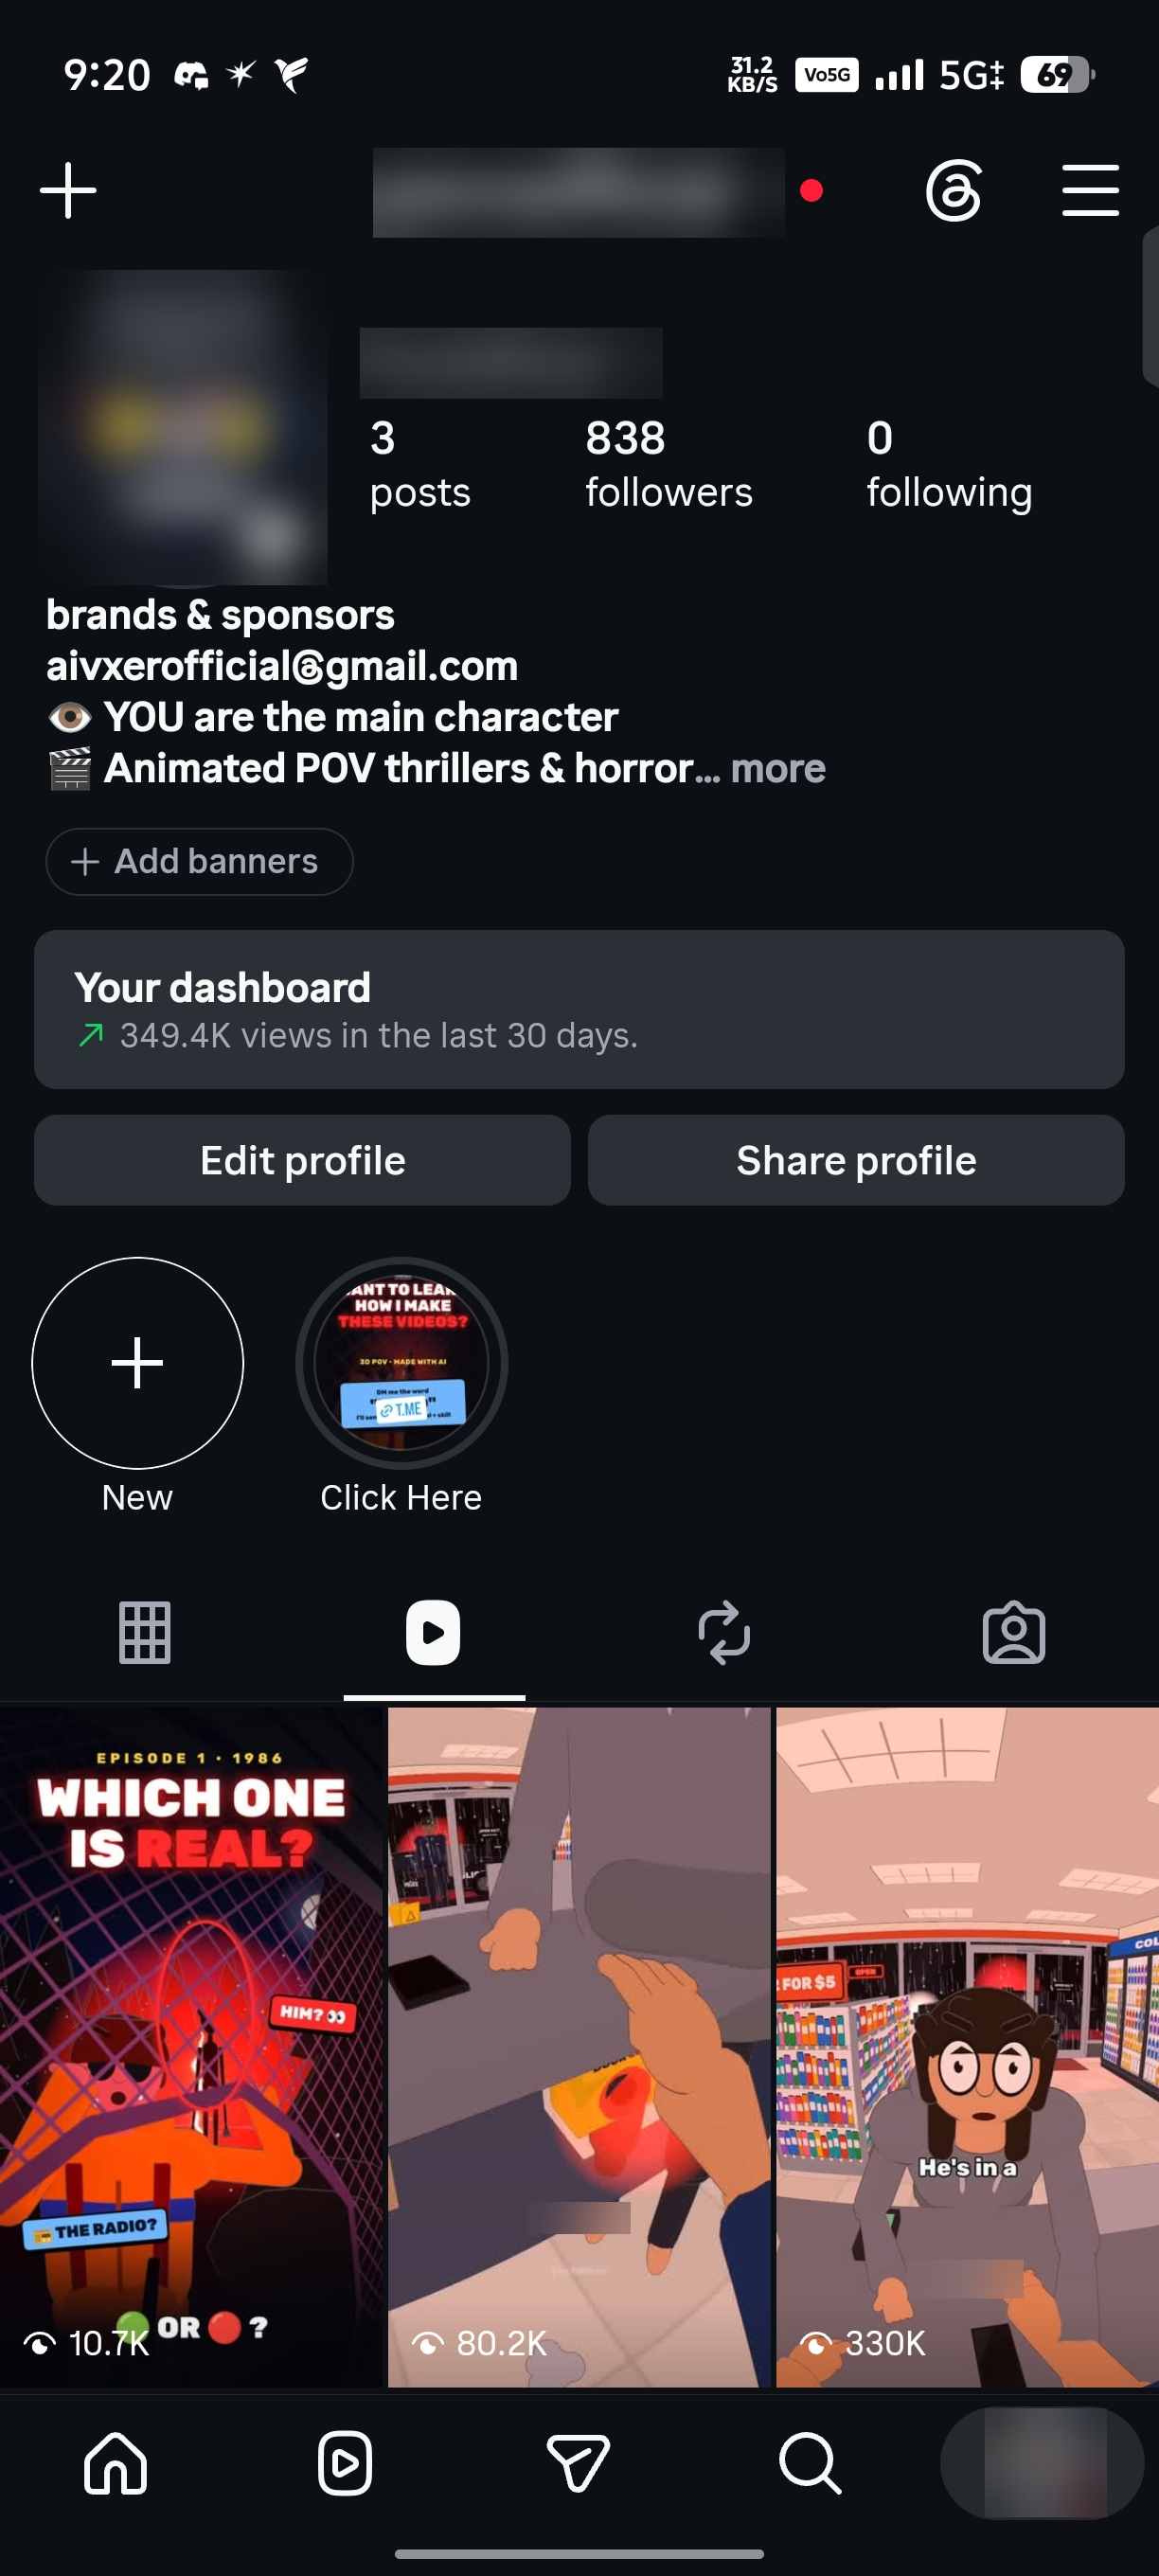 9:20
31.2
KB/S
Vo5G
5G‡
69
3
posts
838
followers
0
following
brands & sponsors
aivxerofficial@gmail.com
👁️ YOU are the main character
🎬 Animated POV thrillers & horror... more
+ Add banners
Your dashboard
349.4K views in the last 30 days.
Edit profile
Share profile
HOW I MAKE
THESE VIDEOS?
3D POV · MADE WITH AI
DM me the word
T.ME
New
Click Here
EPISODE 1 · 1986
WHICH ONE
IS REAL?
HIM? 👀
📻 THE RADIO?
🟢 OR 🔴 ?
10.7K
80.2K
FOR $5
OPEN
He's in a
330K